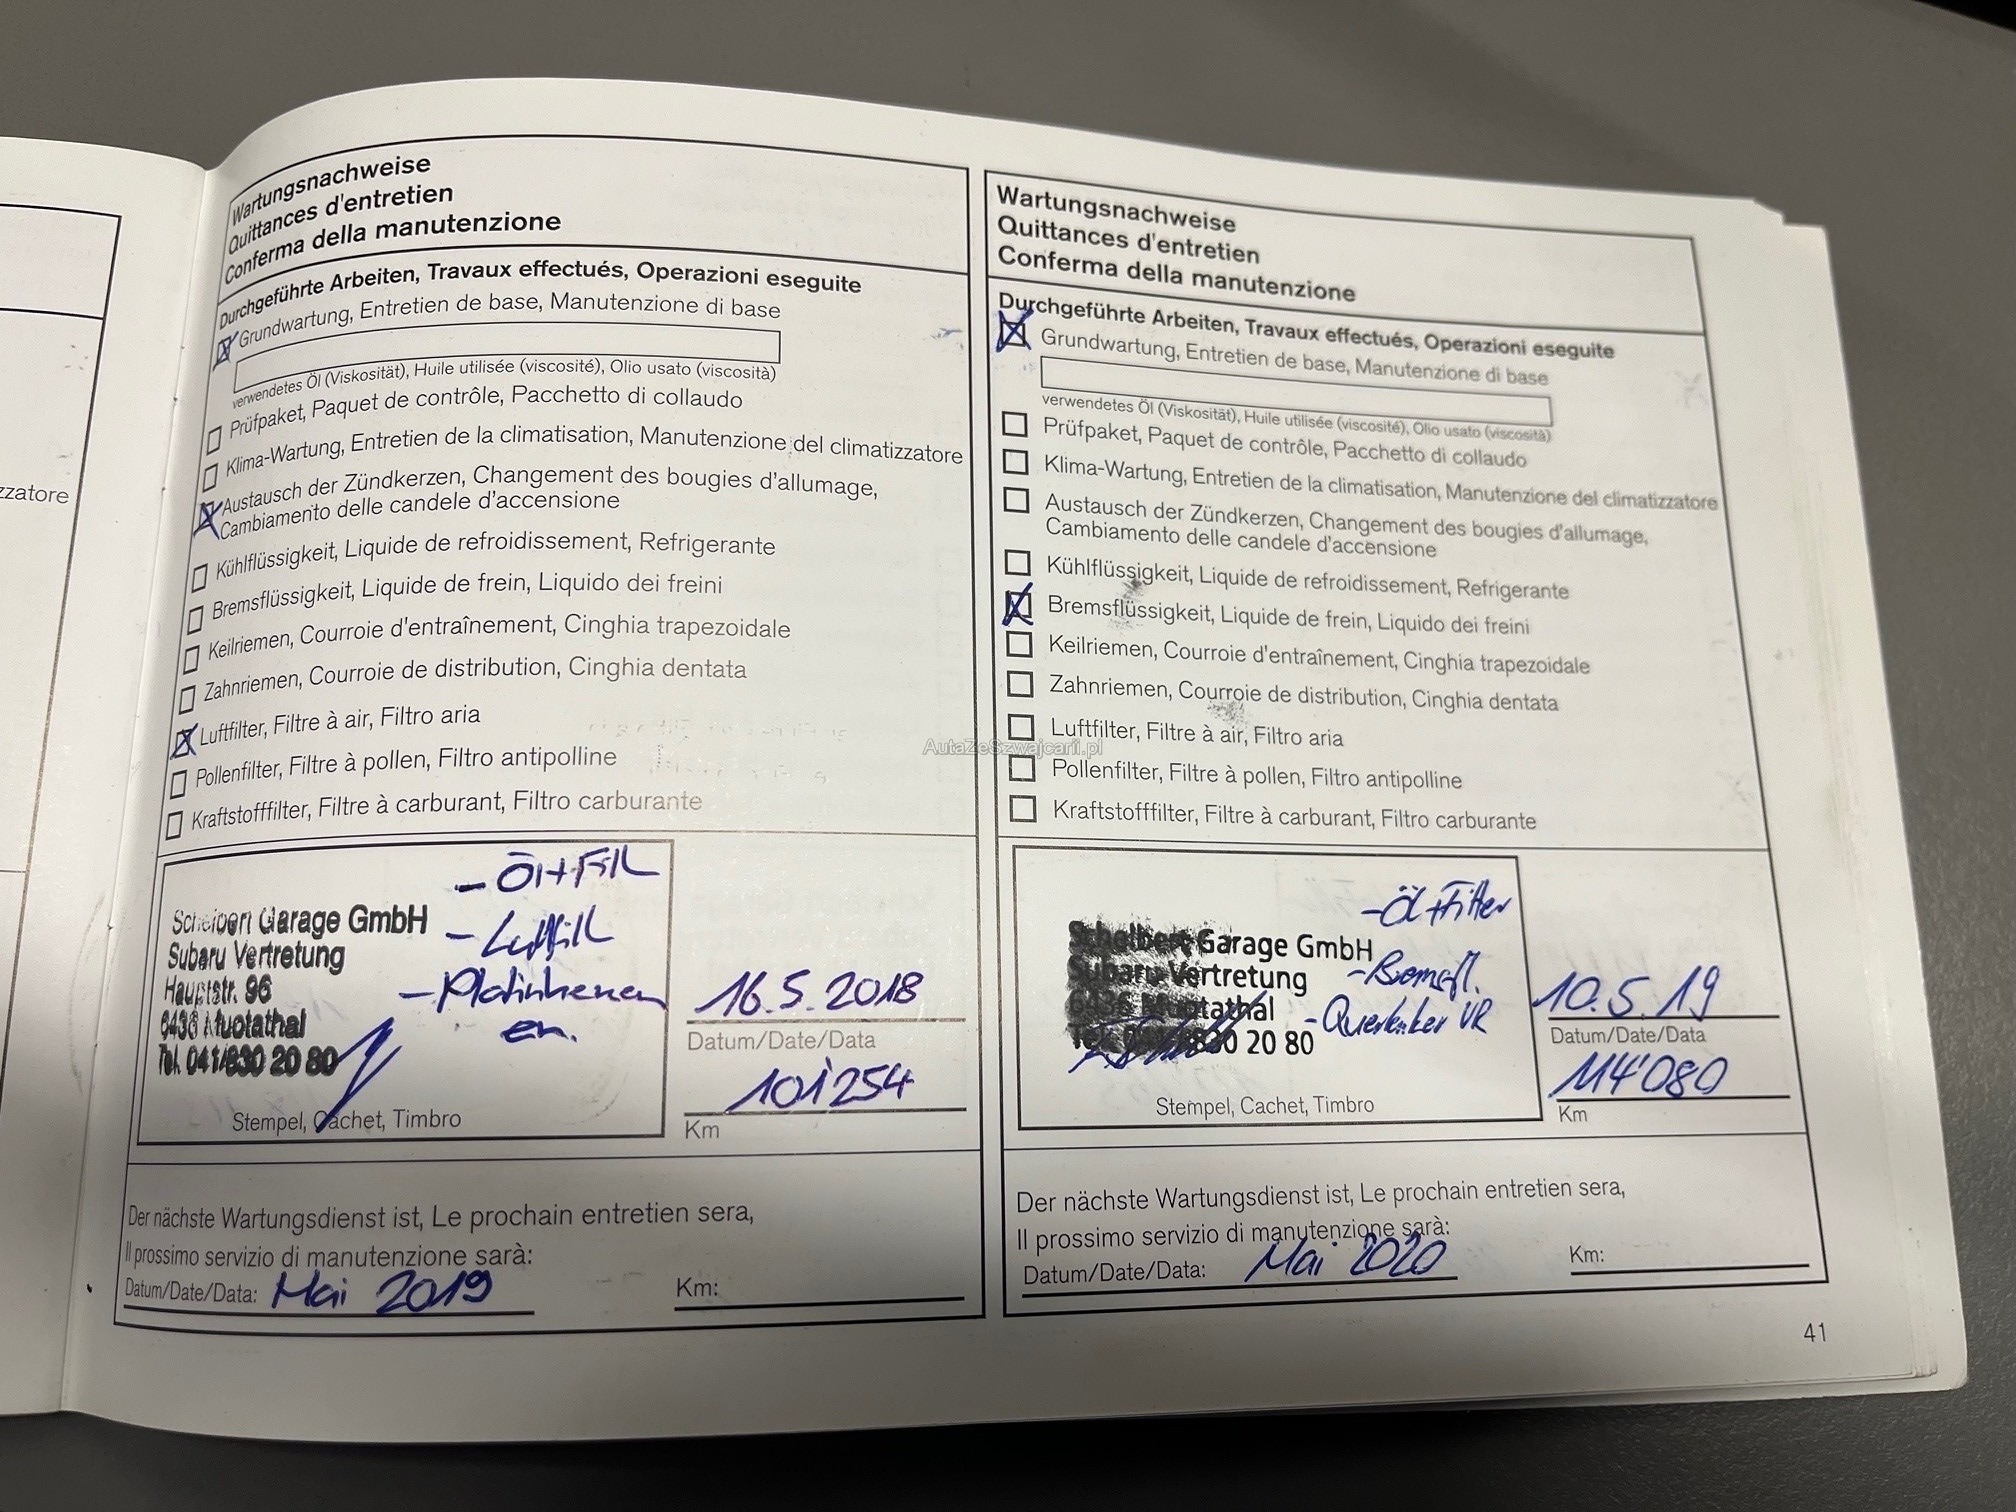 zzatore
Wartungsnachweise
Quittances d'entretien
Conferma della manutenzione
Durchgeführte Arbeiten, Travaux effectués, Operazioni eseguite
Grundwartung, Entretien de base, Manutenzione di base
verwendetes Öl (Viskosität), Huile utilisée (viscosité), Olio usato (viscosità)
Prüfpaket, Paquet de contrôle, Pacchetto di collaudo
Klima-Wartung, Entretien de la climatisation, Manutenzione del climatizzatore
Austausch der Zündkerzen, Changement des bougies d'allumage,
Cambiamento delle candele d'accensione
Kühlflüssigkeit, Liquide de refroidissement, Refrigerante
Bremsflüssigkeit, Liquide de frein, Liquido dei freini
Keilriemen, Courroie d'entraînement, Cinghia trapezoidale
Zahnriemen, Courroie de distribution, Cinghia dentata
Luftfilter, Filtre à air, Filtro aria
Pollenfilter, Filtre à pollen, Filtro antipolline
Kraftstofffilter, Filtre à carburant, Filtro carburante
- Öl+Filt
- Luftfilt
Garage GmbH
Subaru Vertretung
Hauptstr. 96
6436 Muotathal
Tel. 041/830 20 80
Stempel, Cachet, Timbro
16.5.2018
Datum/Date/Data
101'254
Km
Der nächste Wartungsdienst ist, Le prochain entretien sera,
Il prossimo servizio di manutenzione sarà:
Datum/Date/Data: Mai 2019 Km:
Wartungsnachweise
Quittances d'entretien
Conferma della manutenzione
Durchgeführte Arbeiten, Travaux effectués, Operazioni eseguite
Grundwartung, Entretien de base, Manutenzione di base
verwendetes Öl (Viskosität), Huile utilisée (viscosité), Olio usato (viscosità)
Prüfpaket, Paquet de contrôle, Pacchetto di collaudo
Klima-Wartung, Entretien de la climatisation, Manutenzione del climatizzatore
Austausch der Zündkerzen, Changement des bougies d'allumage,
Cambiamento delle candele d'accensione
Kühlflüssigkeit, Liquide de refroidissement, Refrigerante
Bremsflüssigkeit, Liquide de frein, Liquido dei freini
Keilriemen, Courroie d'entraînement, Cinghia trapezoidale
Zahnriemen, Courroie de distribution, Cinghia dentata
Luftfilter, Filtre à air, Filtro aria
AutaZeSzwajcarii.pl
Pollenfilter, Filtre à pollen, Filtro antipolline
Kraftstofffilter, Filtre à carburant, Filtro carburante
- Öl+Filter
- Bremsfl.
- Querlenker VR
Schelbert Garage GmbH
Subaru Vertretung
6436 Muotathal
830 20 80
Stempel, Cachet, Timbro
10.5.19
Datum/Date/Data
114'080
Km
Der nächste Wartungsdienst ist, Le prochain entretien sera,
Il prossimo servizio di manutenzione sarà:
Datum/Date/Data: Mai 2020 Km:
41